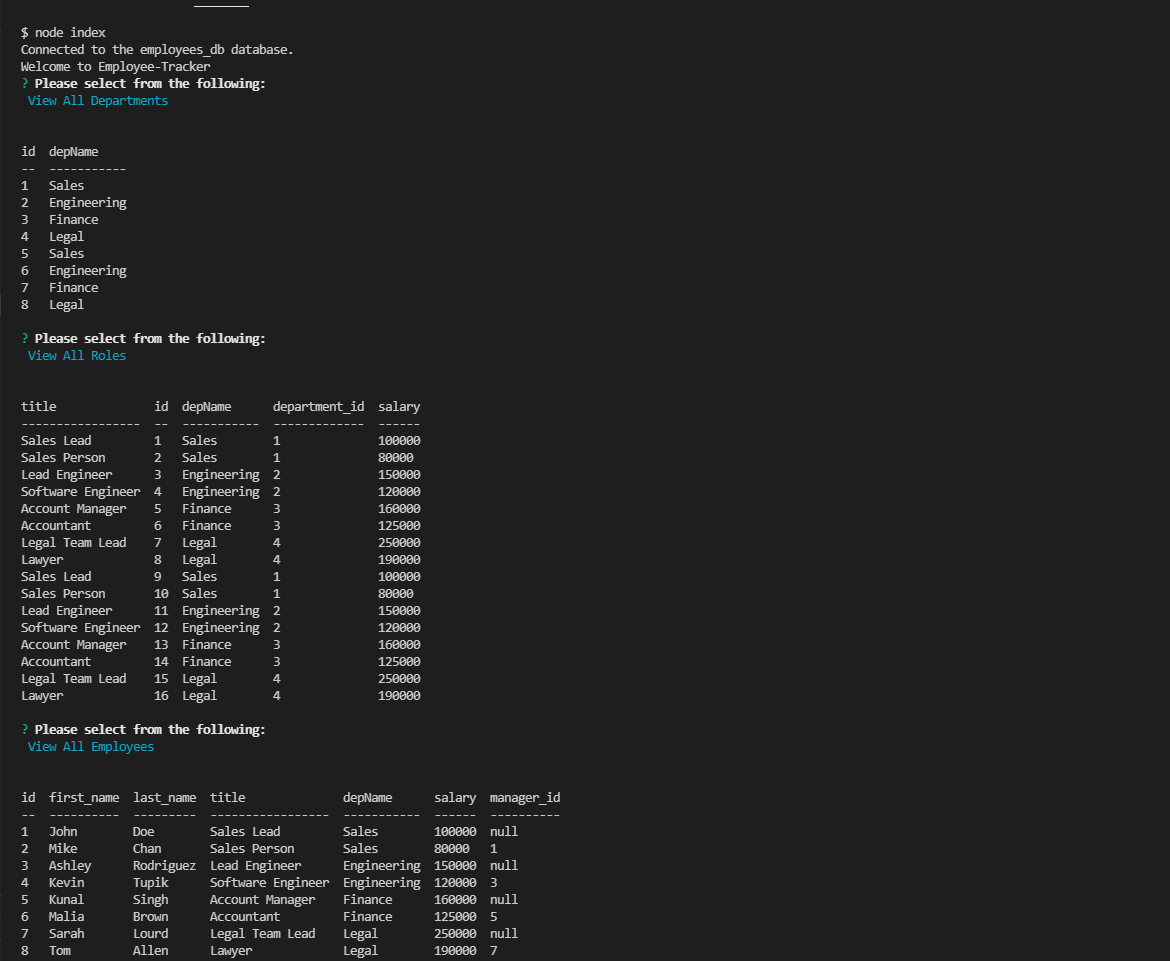 $ node index
Connected to the employees_db database.
Welcome to Employee-Tracker
? Please select from the following:
View All Departments
id  depName
--  -----------
1   Sales
2   Engineering
3   Finance
4   Legal
5   Sales
6   Engineering
7   Finance
8   Legal
? Please select from the following:
View All Roles
title              id  depName      department_id  salary
-----------------  --  -----------  -------------  ------
Sales Lead         1   Sales        1              100000
Sales Person       2   Sales        1              80000
Lead Engineer      3   Engineering  2              150000
Software Engineer  4   Engineering  2              120000
Account Manager    5   Finance      3              160000
Accountant         6   Finance      3              125000
Legal Team Lead    7   Legal        4              250000
Lawyer             8   Legal        4              190000
Sales Lead         9   Sales        1              100000
Sales Person       10  Sales        1              80000
Lead Engineer      11  Engineering  2              150000
Software Engineer  12  Engineering  2              120000
Account Manager    13  Finance      3              160000
Accountant         14  Finance      3              125000
Legal Team Lead    15  Legal        4              250000
Lawyer             16  Legal        4              190000
? Please select from the following:
View All Employees
id  first_name  last_name  title              depName      salary  manager_id
--  ----------  ---------  -----------------  -----------  ------  ----------
1   John        Doe        Sales Lead         Sales        100000  null
2   Mike        Chan       Sales Person       Sales        80000   1
3   Ashley      Rodriguez  Lead Engineer      Engineering  150000  null
4   Kevin       Tupik      Software Engineer  Engineering  120000  3
5   Kunal       Singh      Account Manager    Finance      160000  null
6   Malia       Brown      Accountant         Finance      125000  5
7   Sarah       Lourd      Legal Team Lead    Legal        250000  null
8   Tom         Allen      Lawyer             Legal        190000  7